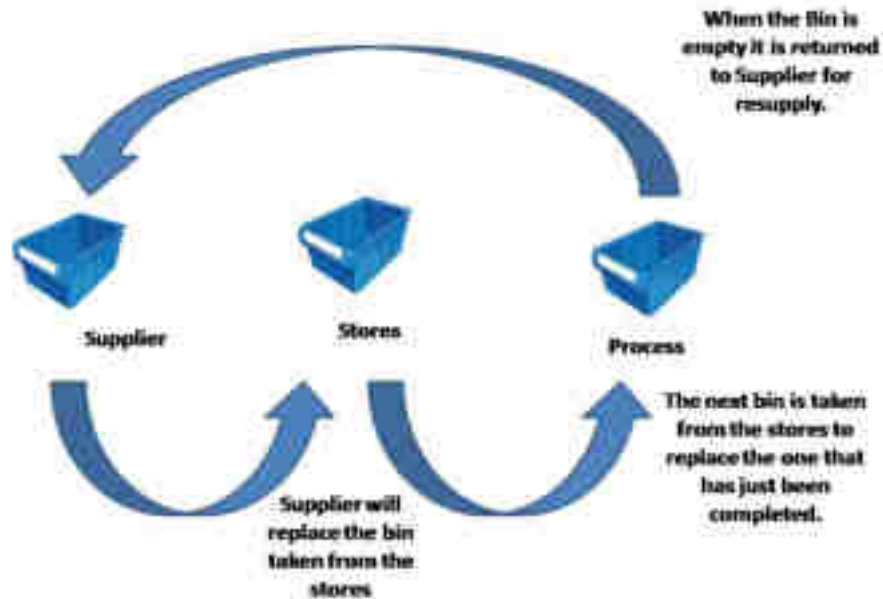 When the Bin is
empty it is returned
to Supplier for
resupply.
Supplier
Stores
Process
The next bin is taken
from the stores to
replace the one that
has just been
completed.
Supplier will
replace the bin
taken from the
stores